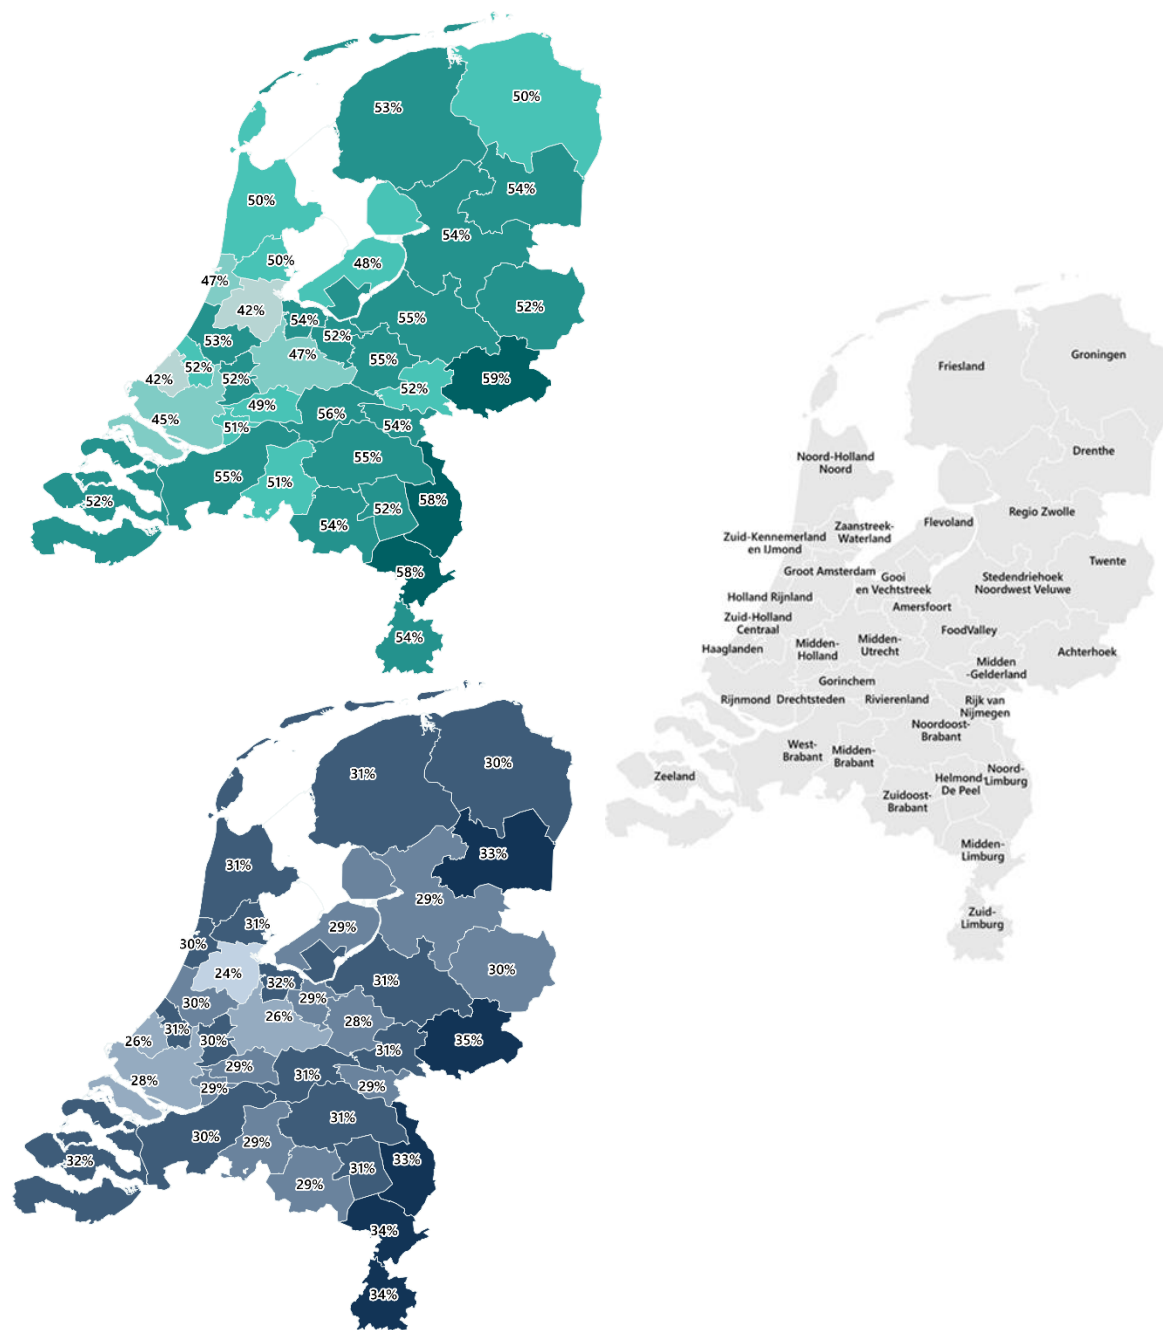 53%
50%
54%
50%
54%
50%
48%
47%
42%
54%
55%
52%
53%
52%
47%
55%
52%
42%
52%
59%
52%
49%
56%
45%
51%
54%
55%
55%
51%
58%
52%
52%
54%
58%
54%
Groningen
Friesland
Drenthe
Noord-Holland
Noord
Regio Zwolle
Flevoland
Zaanstreek-
Waterland
Zuid-Kennemerland
en IJmond
Twente
Groot Amsterdam
Gooi
en Vechtstreek
Stedendriehoek
Noordwest Veluwe
Holland Rijnland
Amersfoort
Zuid-Holland
Centraal
FoodValley
Midden-
Utrecht
Midden-
Holland
Haaglanden
Achterhoek
Midden
-Gelderland
Gorinchem
Rijnmond
Drechtsteden
Rivierenland
Rijk van
Nijmegen
Noordoost-
Brabant
West-
Brabant
Midden-
Brabant
Zeeland
Noord-
Limburg
Helmond-
De Peel
Zuidoost-
Brabant
Midden-
Limburg
Zuid-
Limburg
31%
30%
33%
31%
29%
31%
29%
30%
24%
32%
31%
30%
30%
29%
31%
26%
28%
26%
30%
35%
31%
29%
31%
28%
29%
29%
31%
30%
29%
33%
32%
31%
29%
34%
34%